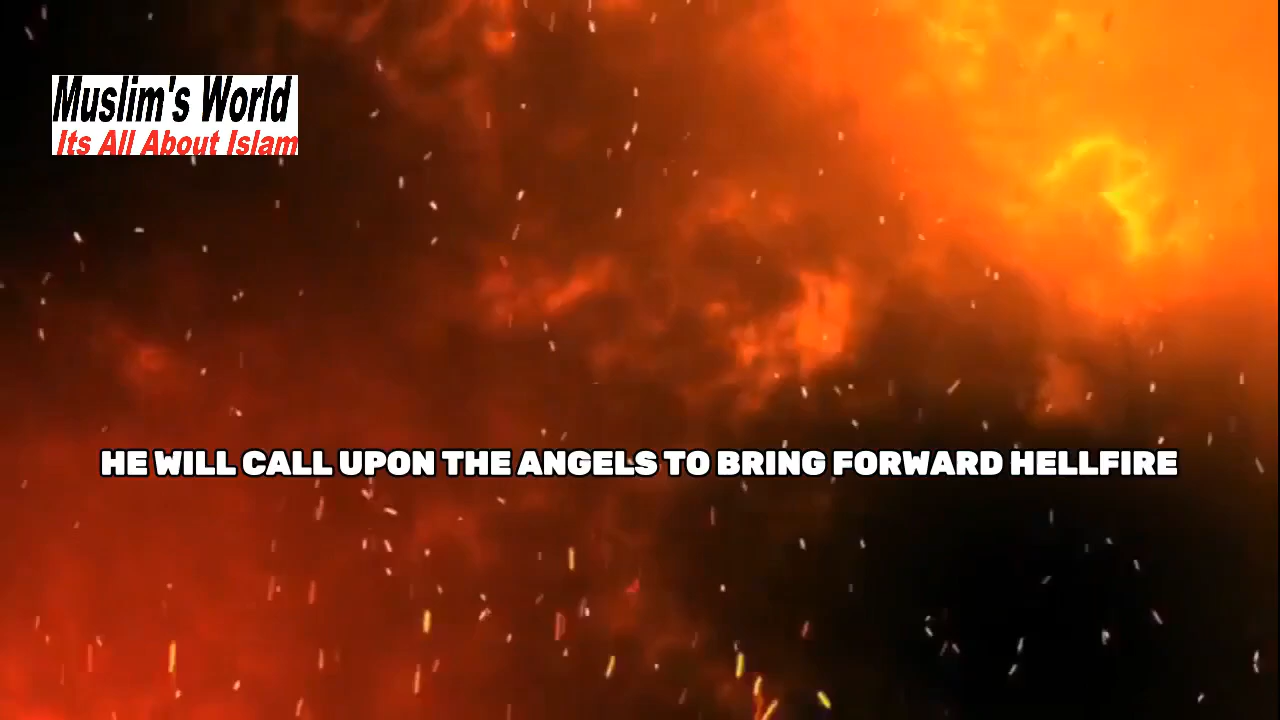 Muslim's World
Its All About Islam
HE WILL CALL UPON THE ANGELS TO BRING FORWARD HELLFIRE